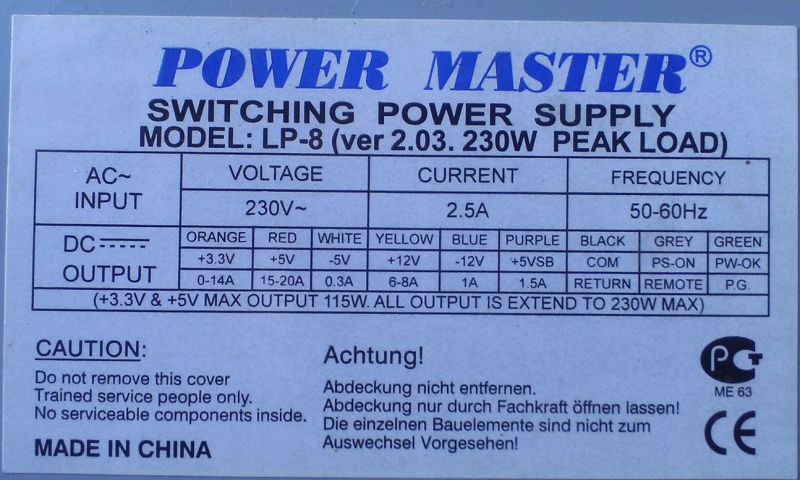 POWER MASTER®
SWITCHING POWER SUPPLY
MODEL: LP-8 (ver 2.03. 230W PEAK LOAD)
AC~ INPUT VOLTAGE CURRENT FREQUENCY
230V~ 2.5A 50-60Hz
DC OUTPUT ORANGE RED WHITE YELLOW BLUE PURPLE BLACK GREY GREEN
+3.3V +5V -5V +12V -12V +5VSB COM PS-ON PW-OK
0-14A 15-20A 0.3A 6-8A 1A 1.5A RETURN REMOTE P.G.
(+3.3V & +5V MAX OUTPUT 115W. ALL OUTPUT IS EXTEND TO 230W MAX)
CAUTION:
Do not remove this cover
Trained service people only.
No serviceable components inside.
MADE IN CHINA
Achtung!
Abdeckung nicht entfernen.
Abdeckung nur durch Fachkraft öffnen lassen!
Die einzelnen Bauelemente sind nicht zum
Auswechsel Vorgesehen!
PCT
ME 63
CE